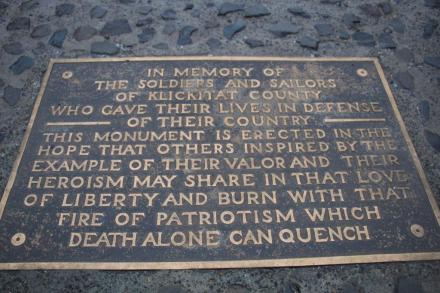 IN MEMORY OF
THE SOLDIERS AND SAILORS
OF KLICKITAT COUNTY
WHO GAVE THEIR LIVES IN DEFENSE
OF THEIR COUNTRY
THIS MONUMENT IS ERECTED IN THE
HOPE THAT OTHERS INSPIRED BY THE
EXAMPLE OF THEIR VALOR AND THEIR
HEROISM MAY SHARE IN THAT LOVE
OF LIBERTY AND BURN WITH THAT
FIRE OF PATRIOTISM WHICH
DEATH ALONE CAN QUENCH